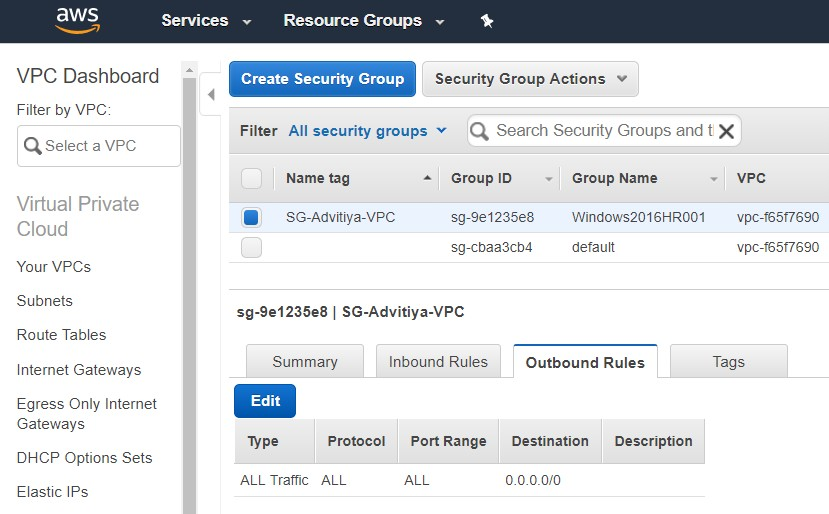 aws
Services Resource Groups
VPC Dashboard
Filter by VPC:
Select a VPC
Virtual Private
Cloud
Your VPCs
Subnets
Route Tables
Internet Gateways
Egress Only Internet
Gateways
DHCP Options Sets
Elastic IPs
Create Security Group Security Group Actions
Filter All security groups Search Security Groups and t
Name tag Group ID Group Name VPC
SG-Advitiya-VPC sg-9e1235e8 Windows2016HR001 vpc-f65f7690
sg-cbaa3cb4 default vpc-f65f7690
sg-9e1235e8 | SG-Advitiya-VPC
Summary Inbound Rules Outbound Rules Tags
Edit
Type Protocol Port Range Destination Description
ALL Traffic ALL ALL 0.0.0.0/0